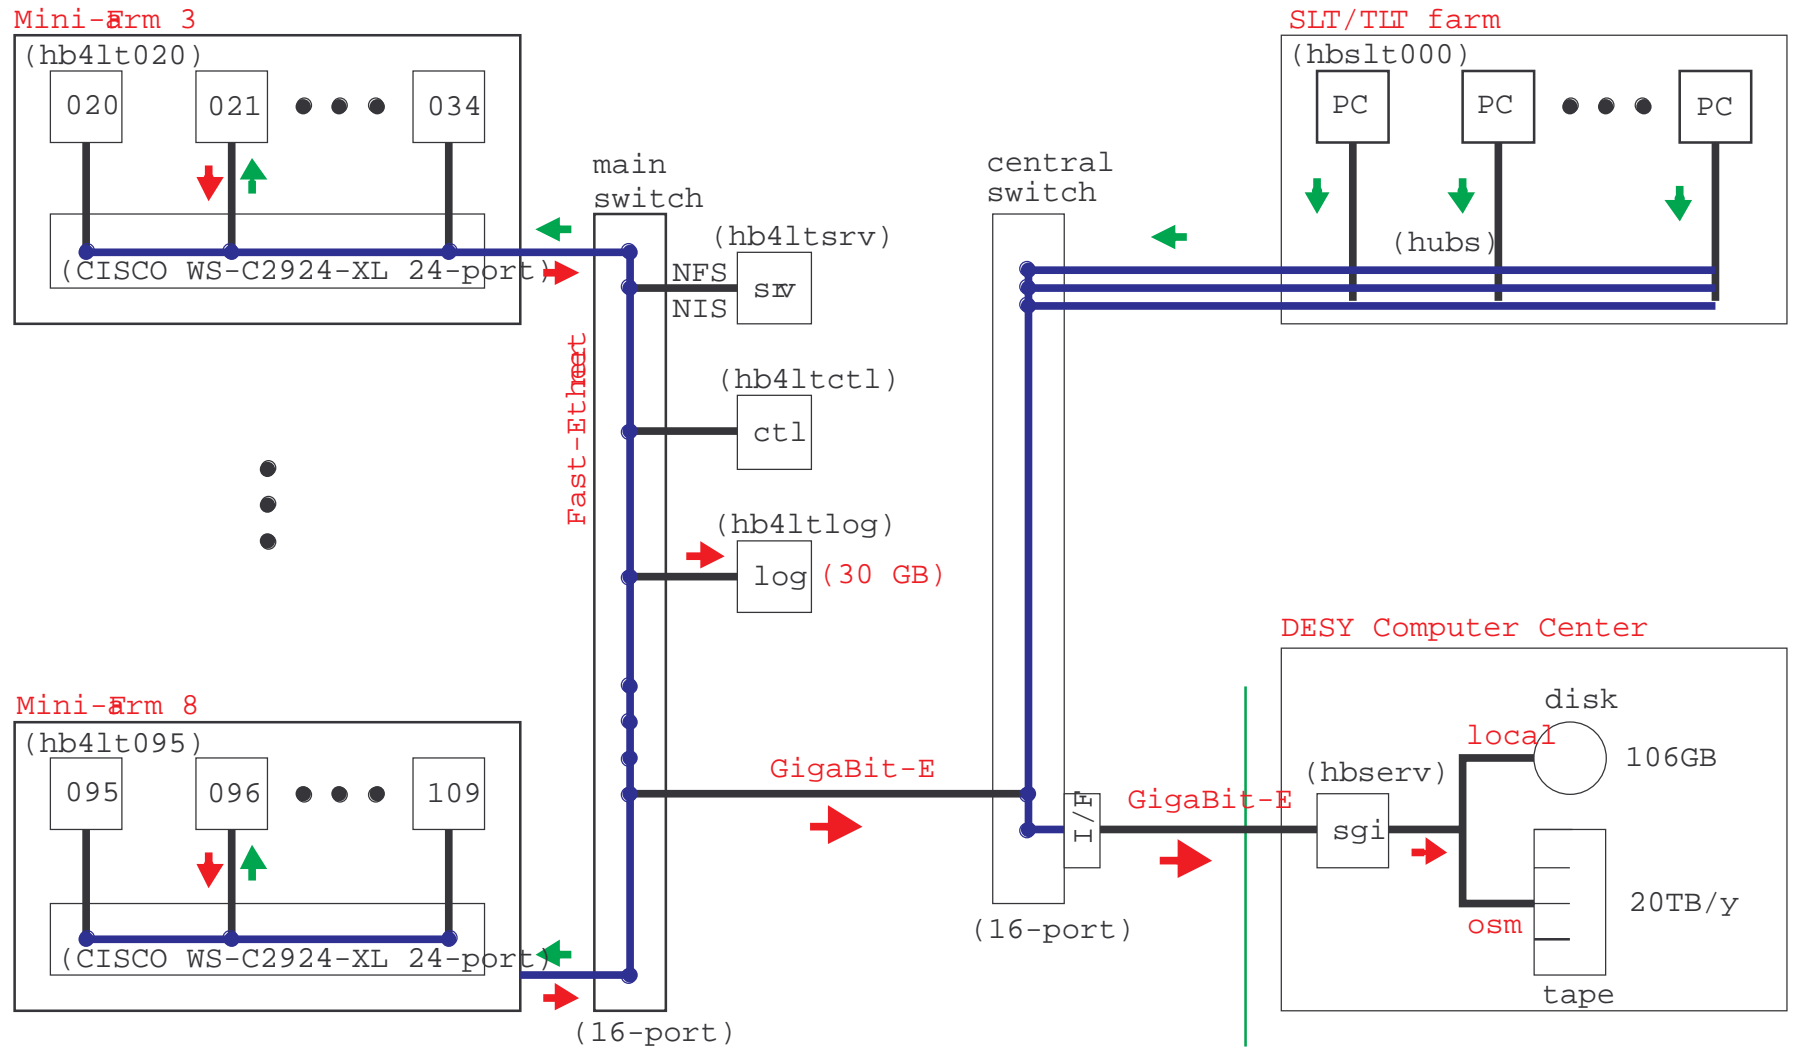 Mini-Farm 3
(hb4lt020)
020
021
034
(CISCO WS-C2924-XL 24-port)
main
switch
Fast-Ethernet
(hb4ltsrv)
NFS
NIS
srv
(hb4ltctl)
ctl
(hb4ltlog)
log
(30 GB)
central
switch
SLT/TLT farm
(hbslt000)
PC
PC
PC
(hubs)
Mini-Farm 8
(hb4lt095)
095
096
109
(CISCO WS-C2924-XL 24-port)
(16-port)
GigaBit-E
I/F
(16-port)
GigaBit-E
DESY Computer Center
(hbserv)
sgi
local
disk
106GB
osm
20TB/y
tape